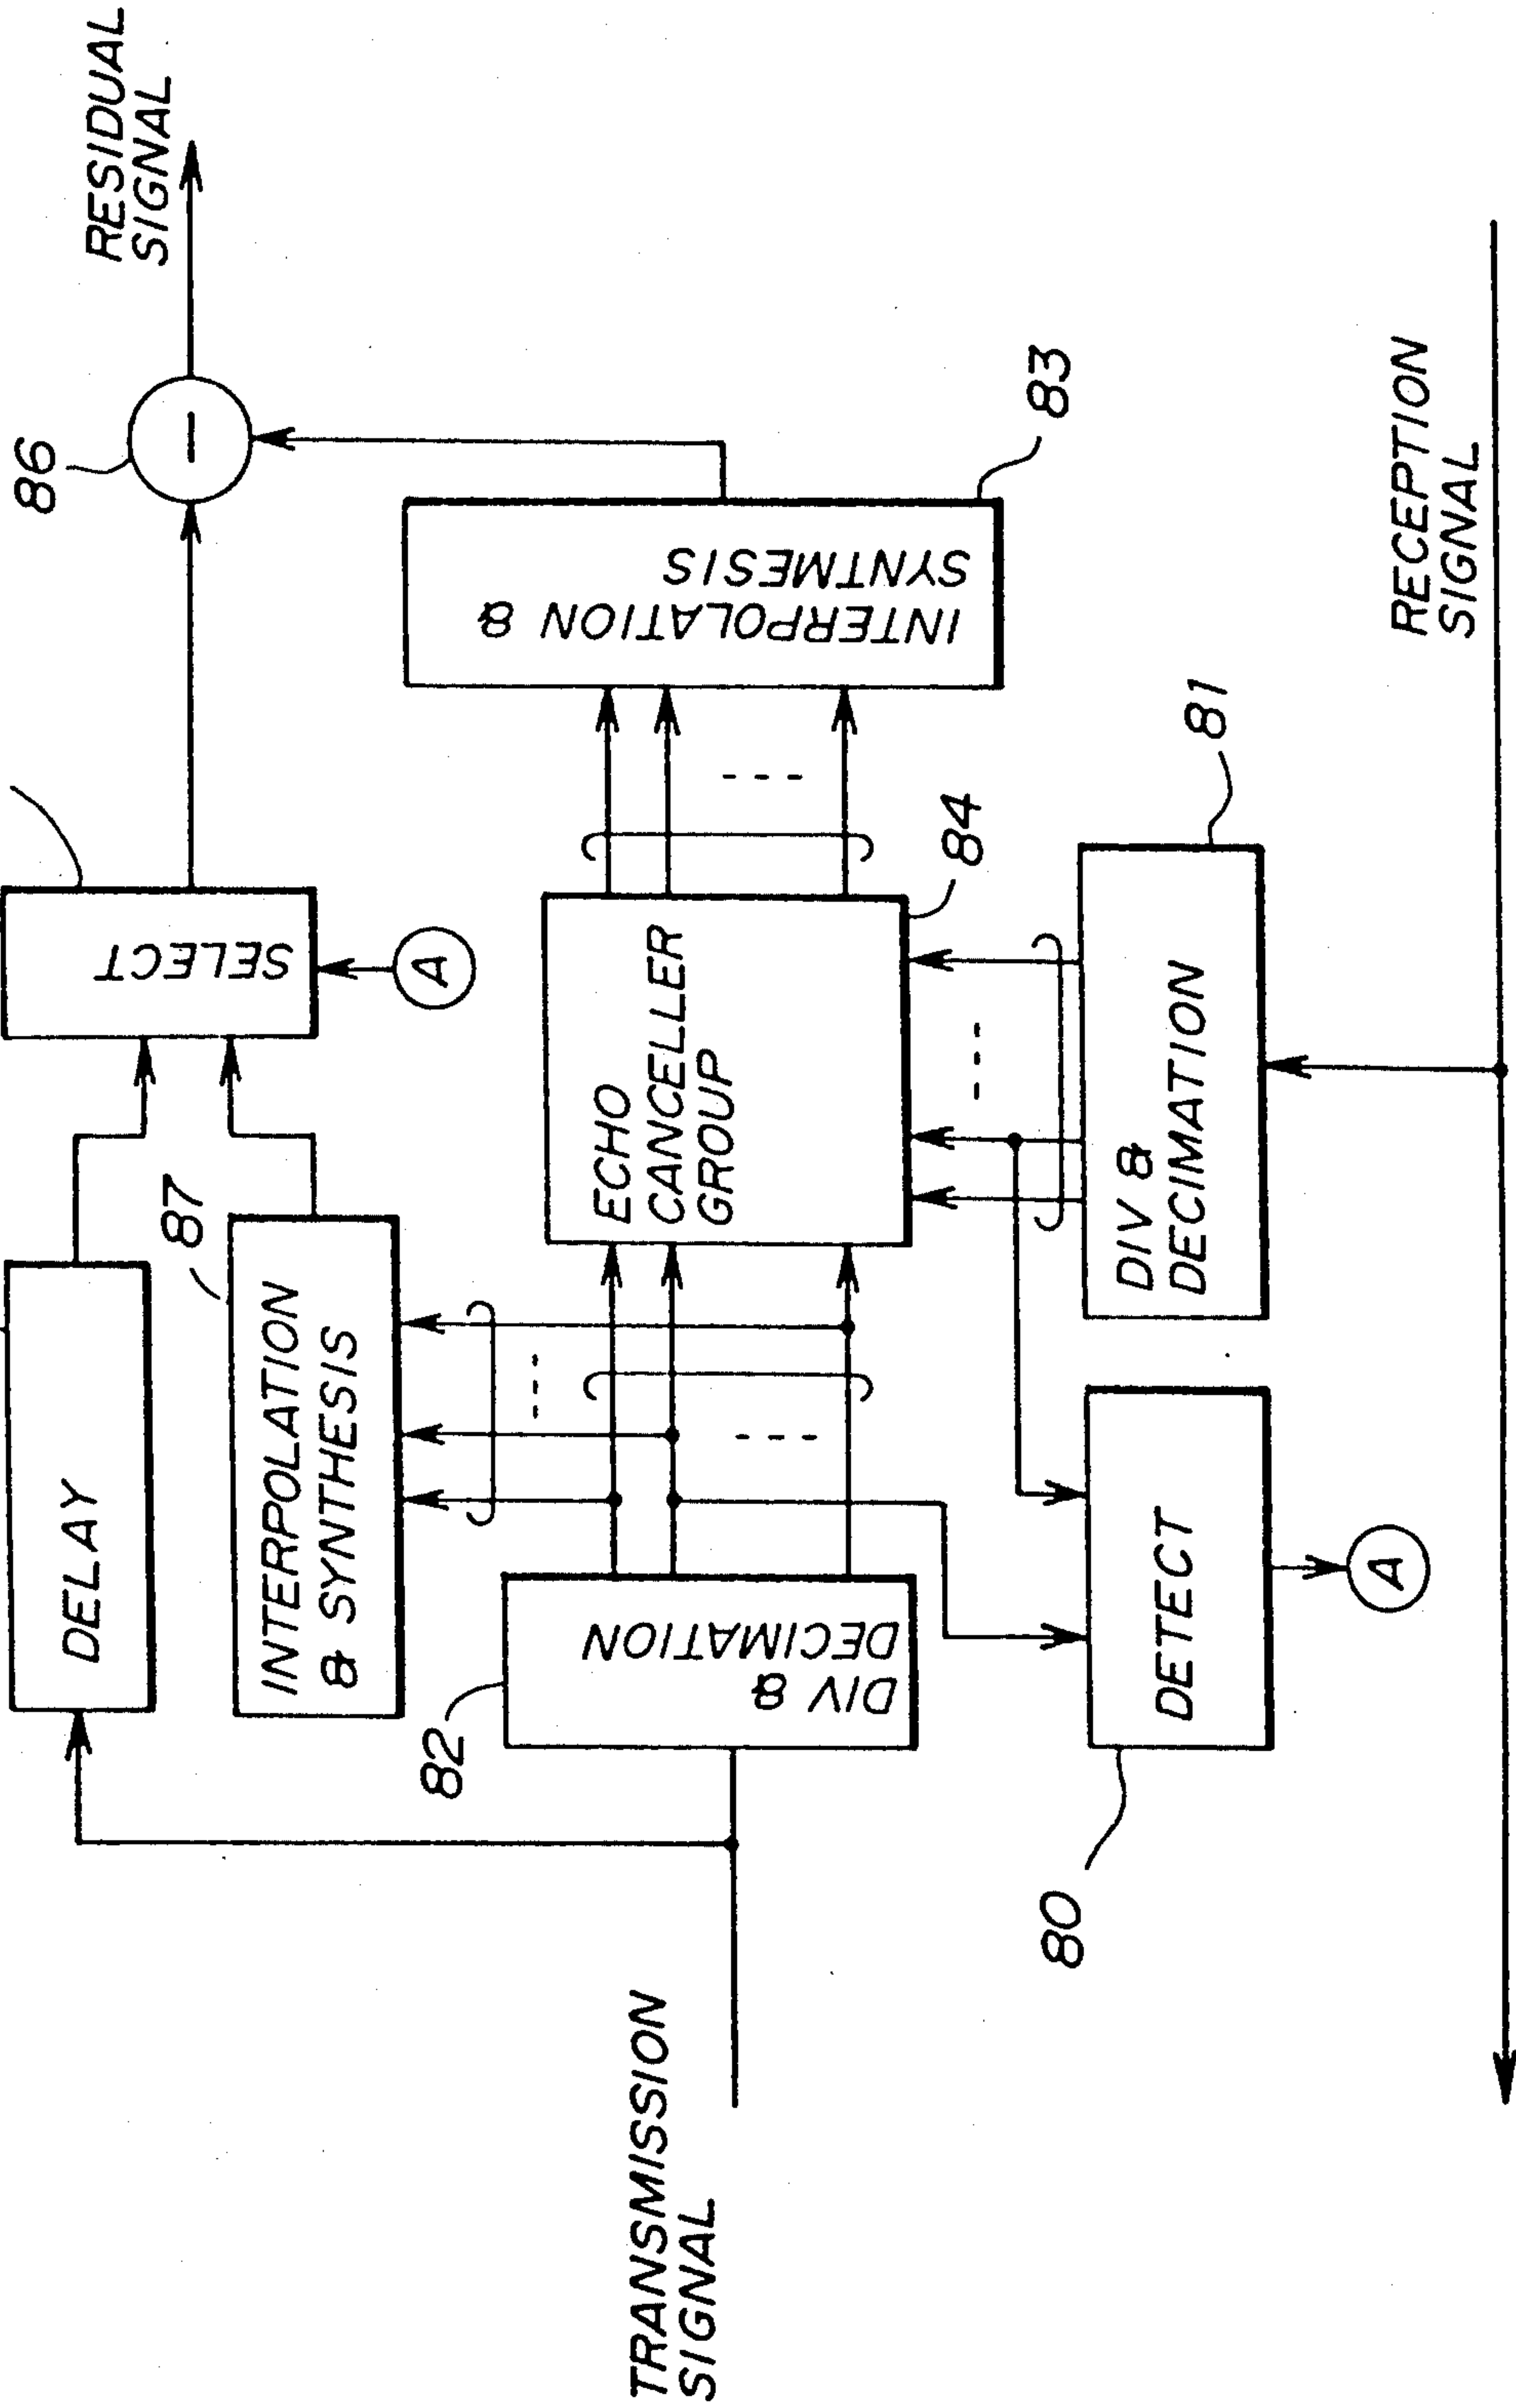 DELAY
87
INTERPOLATION
& SYNTHESIS
SELECT
A
86
RESIDUAL
SIGNAL
TRANSMISSION
SIGNAL
82
DIV &
DECIMATION
ECHO
CANCELLER
GROUP
84
INTERPOLATION &
SYNTMESIS
83
80
DETECT
A
DIV &
DECIMATION
81
RECEPTION
SIGNAL